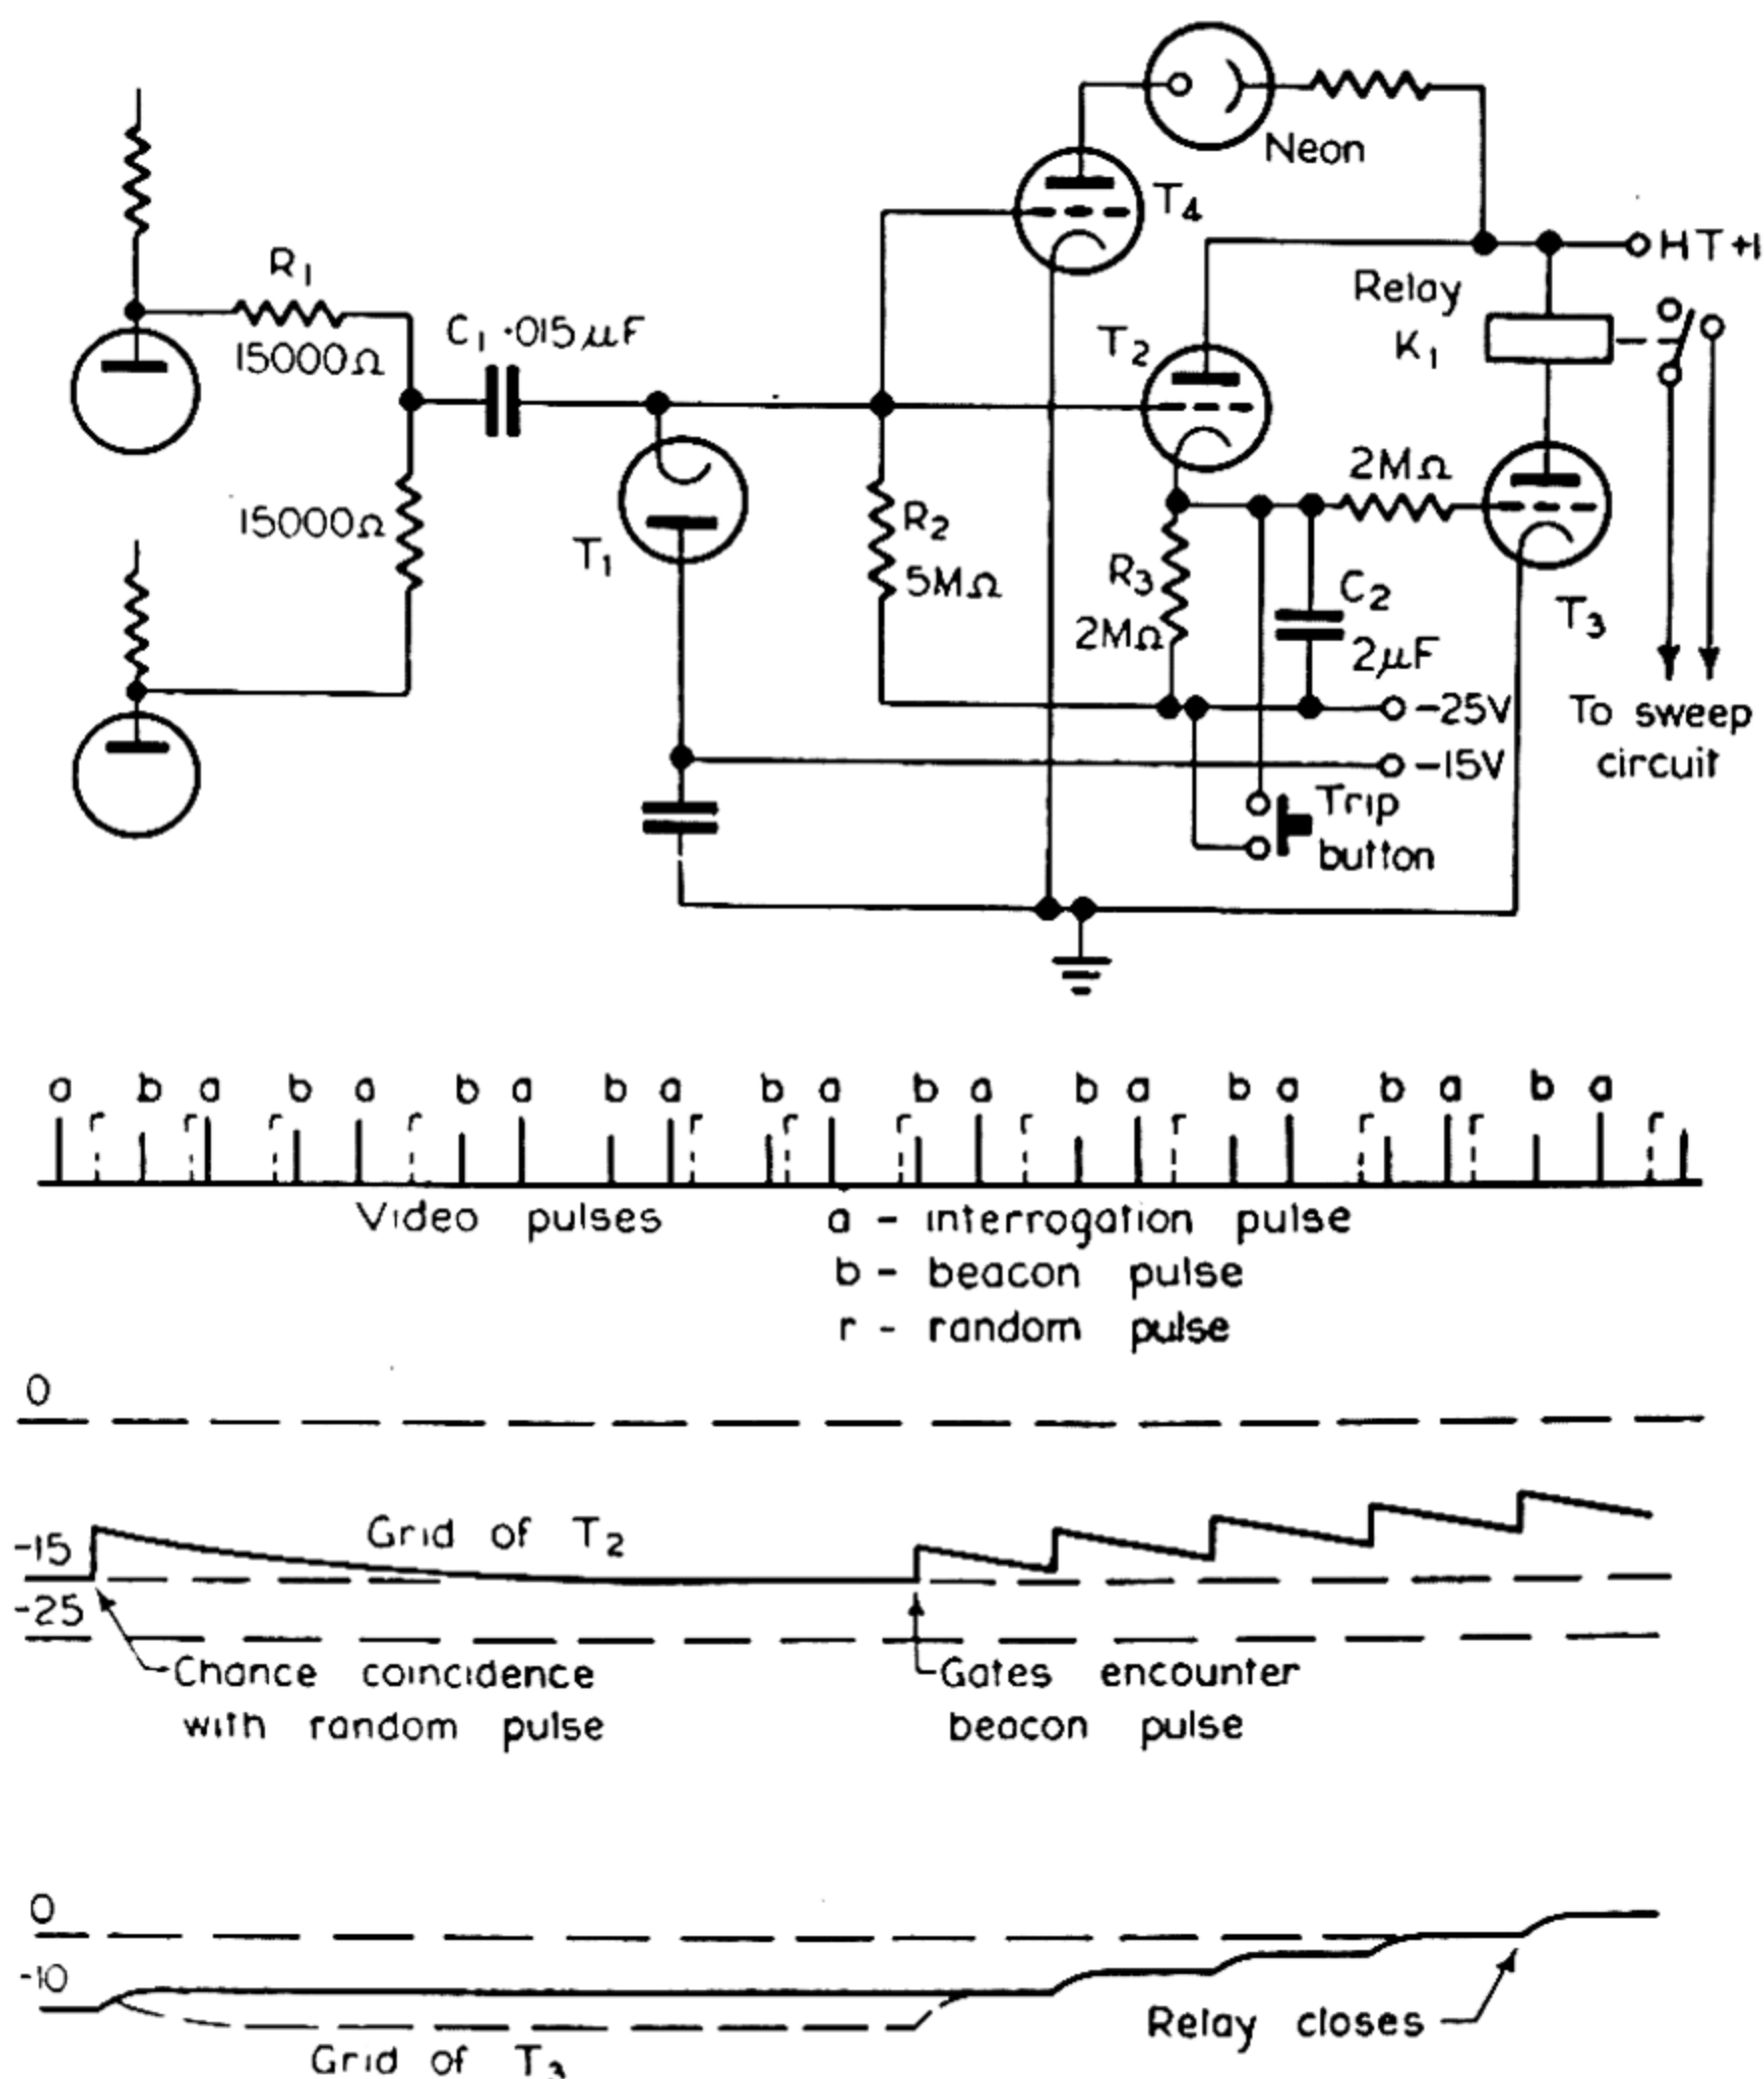 Neon
T4
HT+
R1
15000Ω
C1 ·015μF
Relay
K1
T2
2MΩ
15000Ω
T1
R2
5MΩ
R3
2MΩ
C2
2μF
T3
-25V
-15V
To sweep
circuit
Trip
button
a b a b a b a b a b a b a b a b a b a b a
r r r r r r r r r r r r
Video pulses
a - interrogation pulse
b - beacon pulse
r - random pulse
0
Grid of T2
-15
-25
Chance coincidence
with random pulse
Gates encounter
beacon pulse
0
-10
Relay closes
Grid of T3